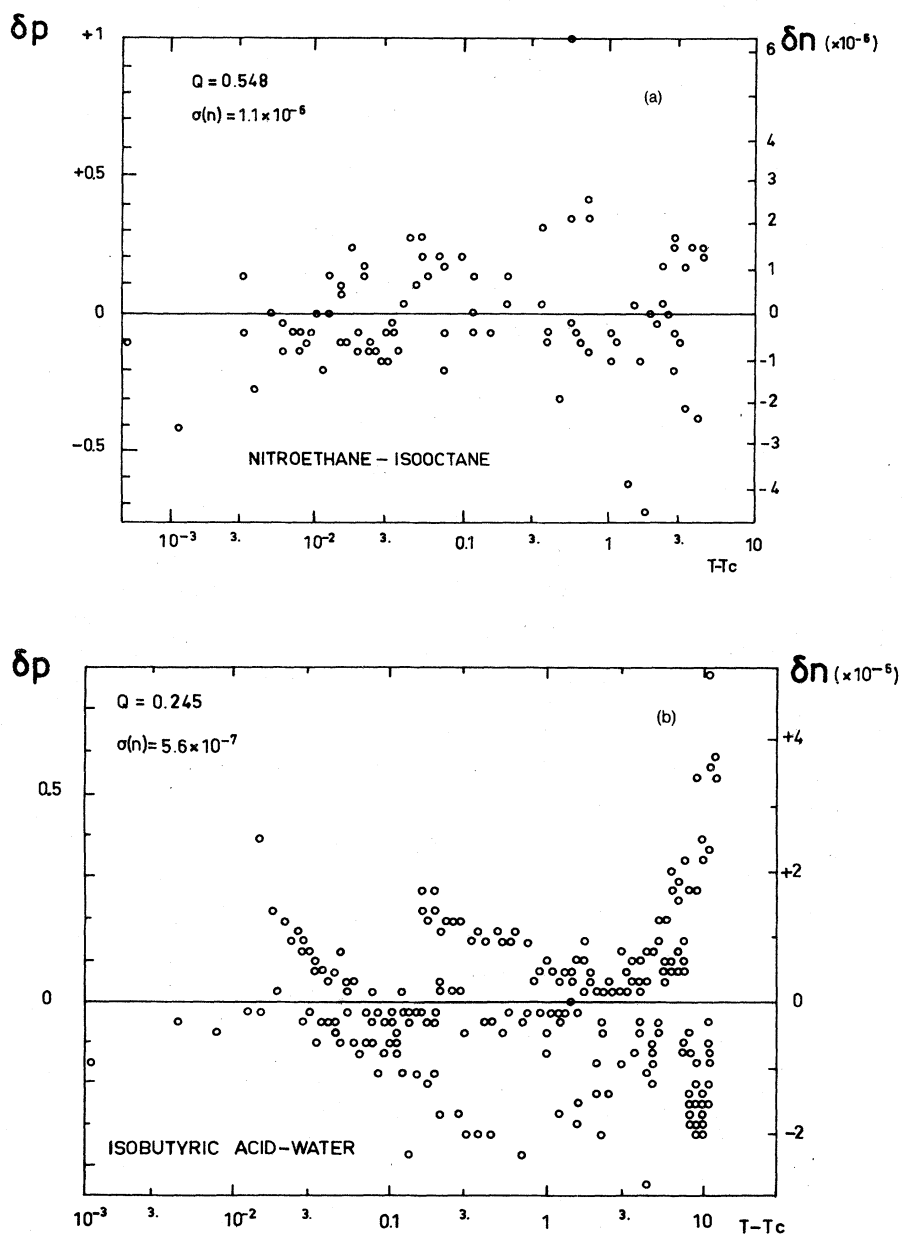 δp +1 6 δn (×10⁻⁶)
Q = 0.548
σ(n) = 1.1×10⁻⁶
(a)
4
+0.5 3
2
1
0 0
-1
-2
-0.5 -3
NITROETHANE – ISOOCTANE
-4
10⁻³ 3. 10⁻² 3. 0.1 3. 1 3. 10
T-Tc
δp δn (×10⁻⁶)
Q = 0.245
(b)
σ(n) = 5.6×10⁻⁷
+4
0.5
+2
0 0
-2
ISOBUTYRIC ACID–WATER
10⁻³ 3. 10⁻² 3. 0.1 3. 1 3. 10
T-Tc